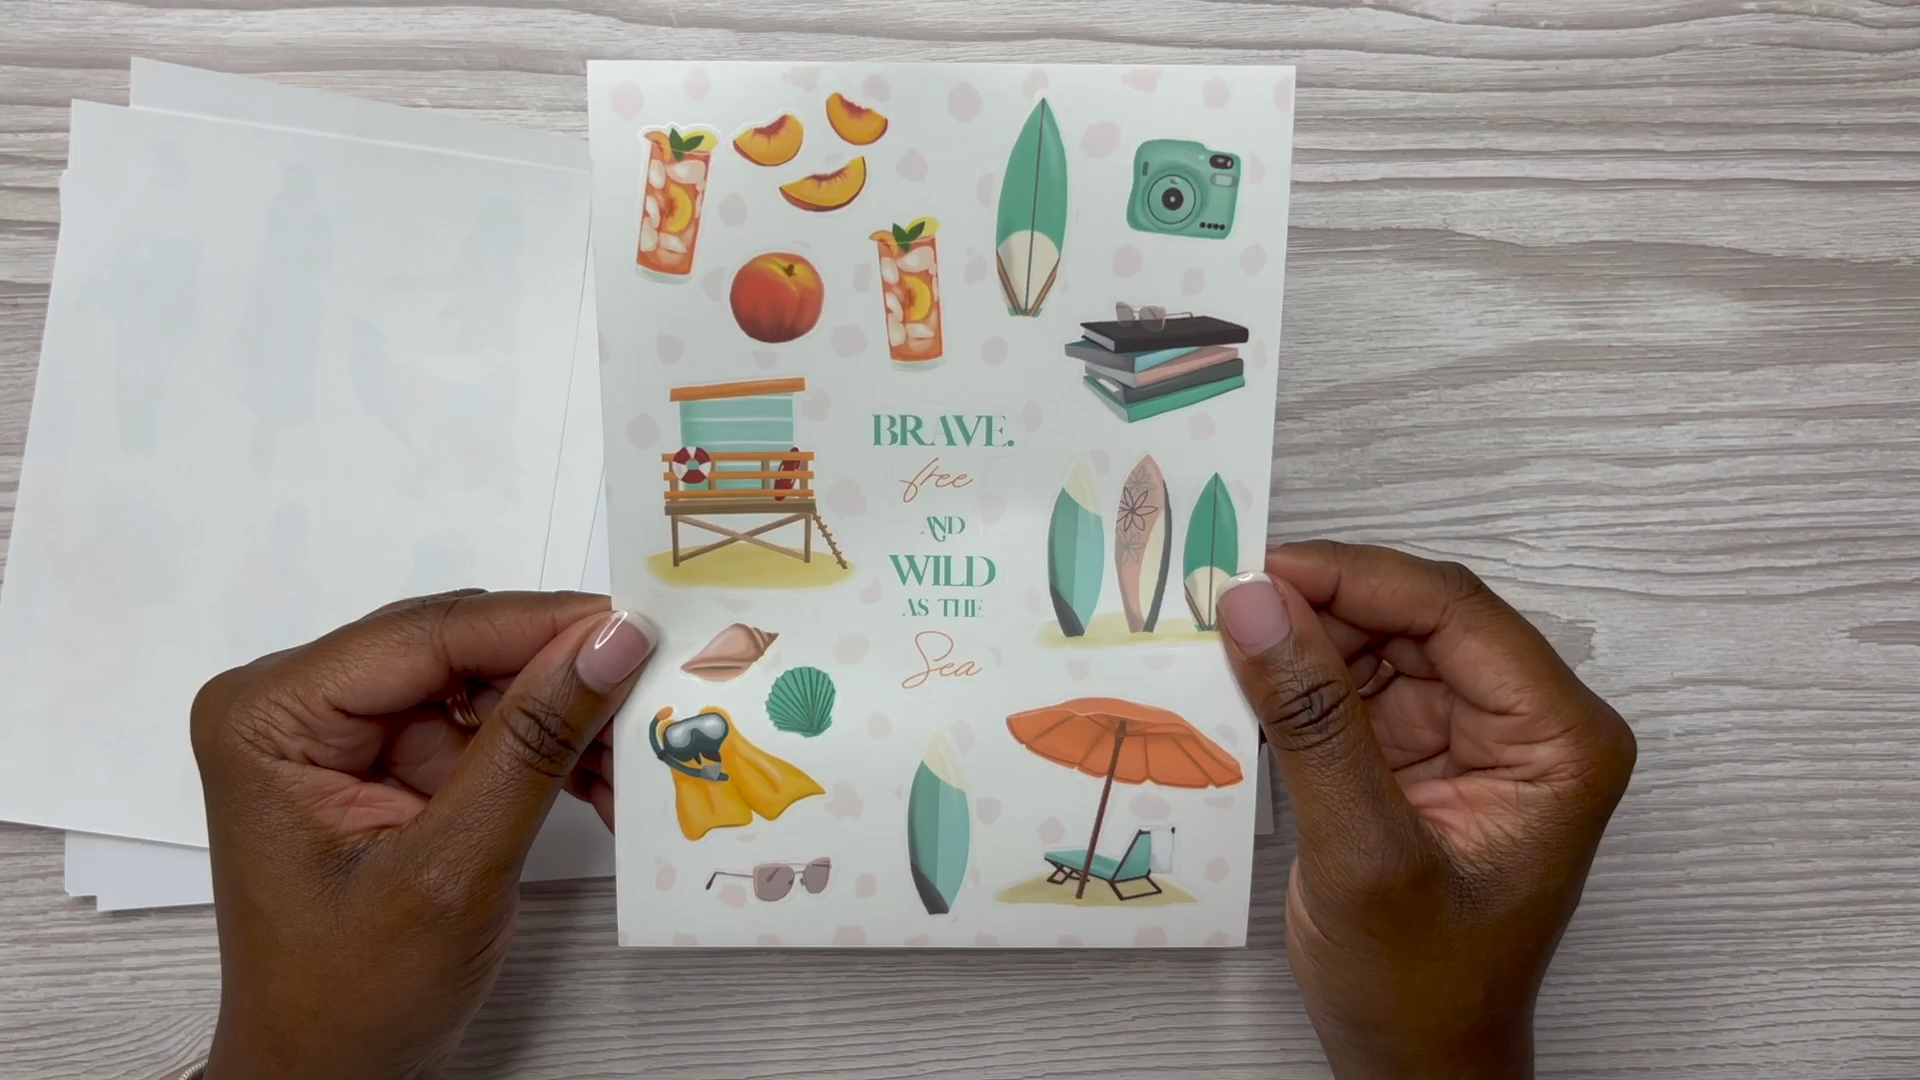 BRAVE.
free
AND
WILD
AS THE
Sea